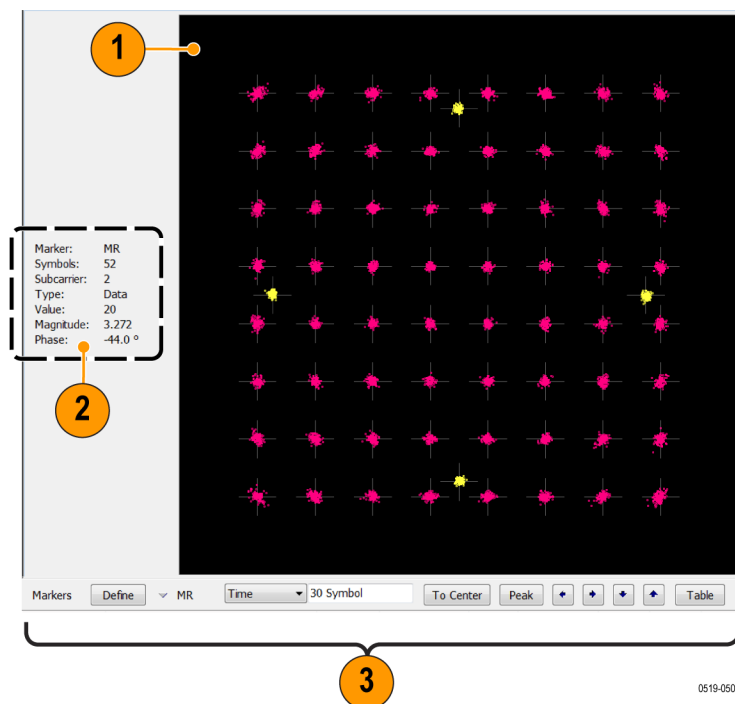 1
Marker: MR
Symbols: 52
Subcarrier: 2
Type: Data
Value: 20
Magnitude: 3.272
Phase: -44.0 °
2
Markers Define MR Time 30 Symbol To Center Peak Table
3
0519-050